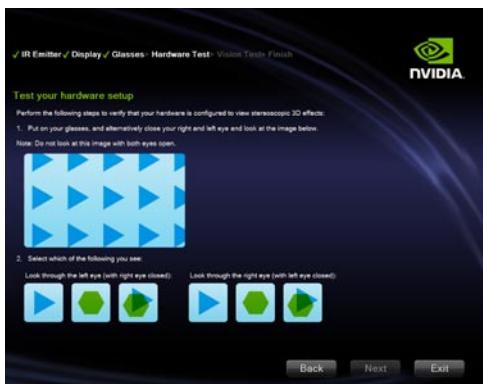 ✓ IR Emitter ✓ Display ✓ Glasses› Hardware Test› Vision Test› Finish
NVIDIA.
Test your hardware setup
Perform the following steps to verify that your hardware is configured to view stereoscopic 3D effects:
1. Put on your glasses, and alternatively close your right and left eye and look at the image below.
Note: Do not look at this image with both eyes open.
2. Select which of the following you see:
Look through the left eye (with right eye closed): Look through the right eye (with left eye closed):
Back Next Exit